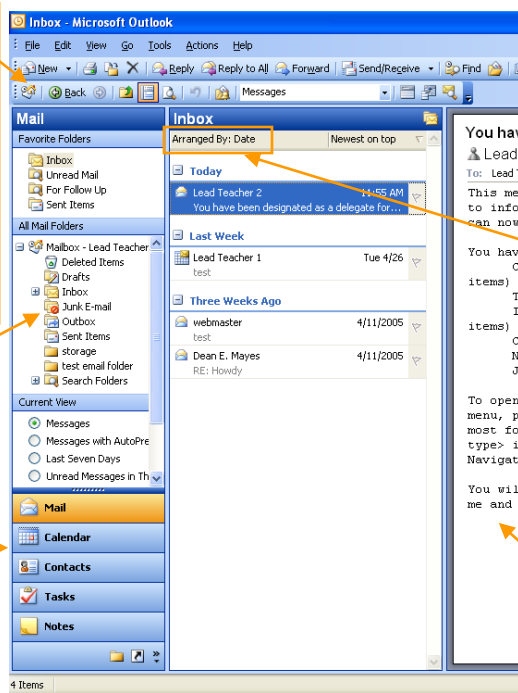 Inbox - Microsoft Outlook
File Edit View Go Tools Actions Help
New Reply Reply to All Forward Send/Receive Find
Back Messages
Mail
Favorite Folders
Inbox
Unread Mail
For Follow Up
Sent Items
All Mail Folders
Mailbox - Lead Teacher
Deleted Items
Drafts
Inbox
Junk E-mail
Outbox
Sent Items
storage
test email folder
Search Folders
Current View
Messages
Messages with AutoPre
Last Seven Days
Unread Messages in Th
Mail
Calendar
Contacts
Tasks
Notes
4 Items
Inbox
Arranged By: Date Newest on top
Today
Lead Teacher 2 11:55 AM
You have been designated as a delegate for...
Last Week
Lead Teacher 1 Tue 4/26
test
Three Weeks Ago
webmaster 4/11/2005
test
Dean E. Mayes 4/11/2005
RE: Howdy
You hav
Lead
To: Lead
This me
to info
can now
You hav
C
items)
T
I
items)
C
N
J
To open
menu, p
most fo
type> i
Navigat
You wil
me and